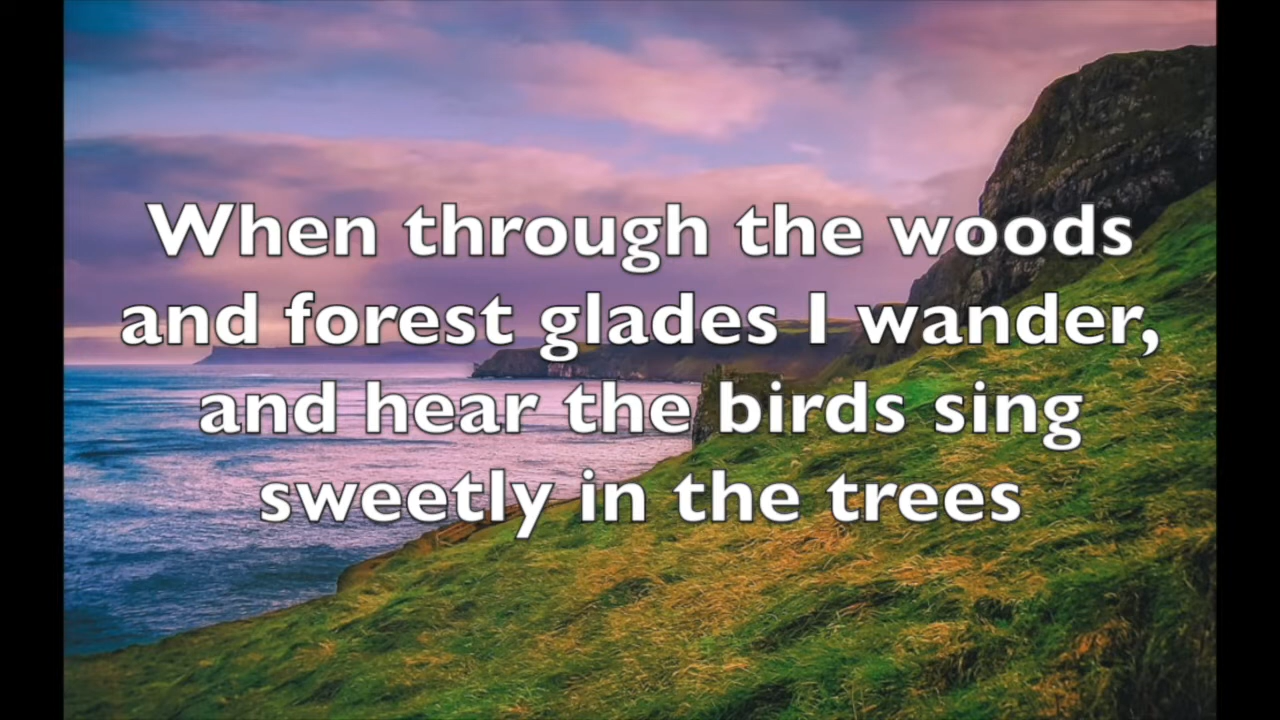 When through the woods
and forest glades I wander,
and hear the birds sing
sweetly in the trees